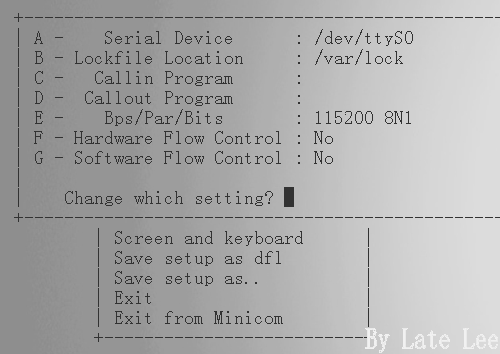 A - Serial Device : /dev/ttyS0
B - Lockfile Location : /var/lock
C - Callin Program :
D - Callout Program :
E - Bps/Par/Bits : 115200 8N1
F - Hardware Flow Control : No
G - Software Flow Control : No
Change which setting?
Screen and keyboard
Save setup as dfl
Save setup as..
Exit
Exit from Minicom
By Late Lee